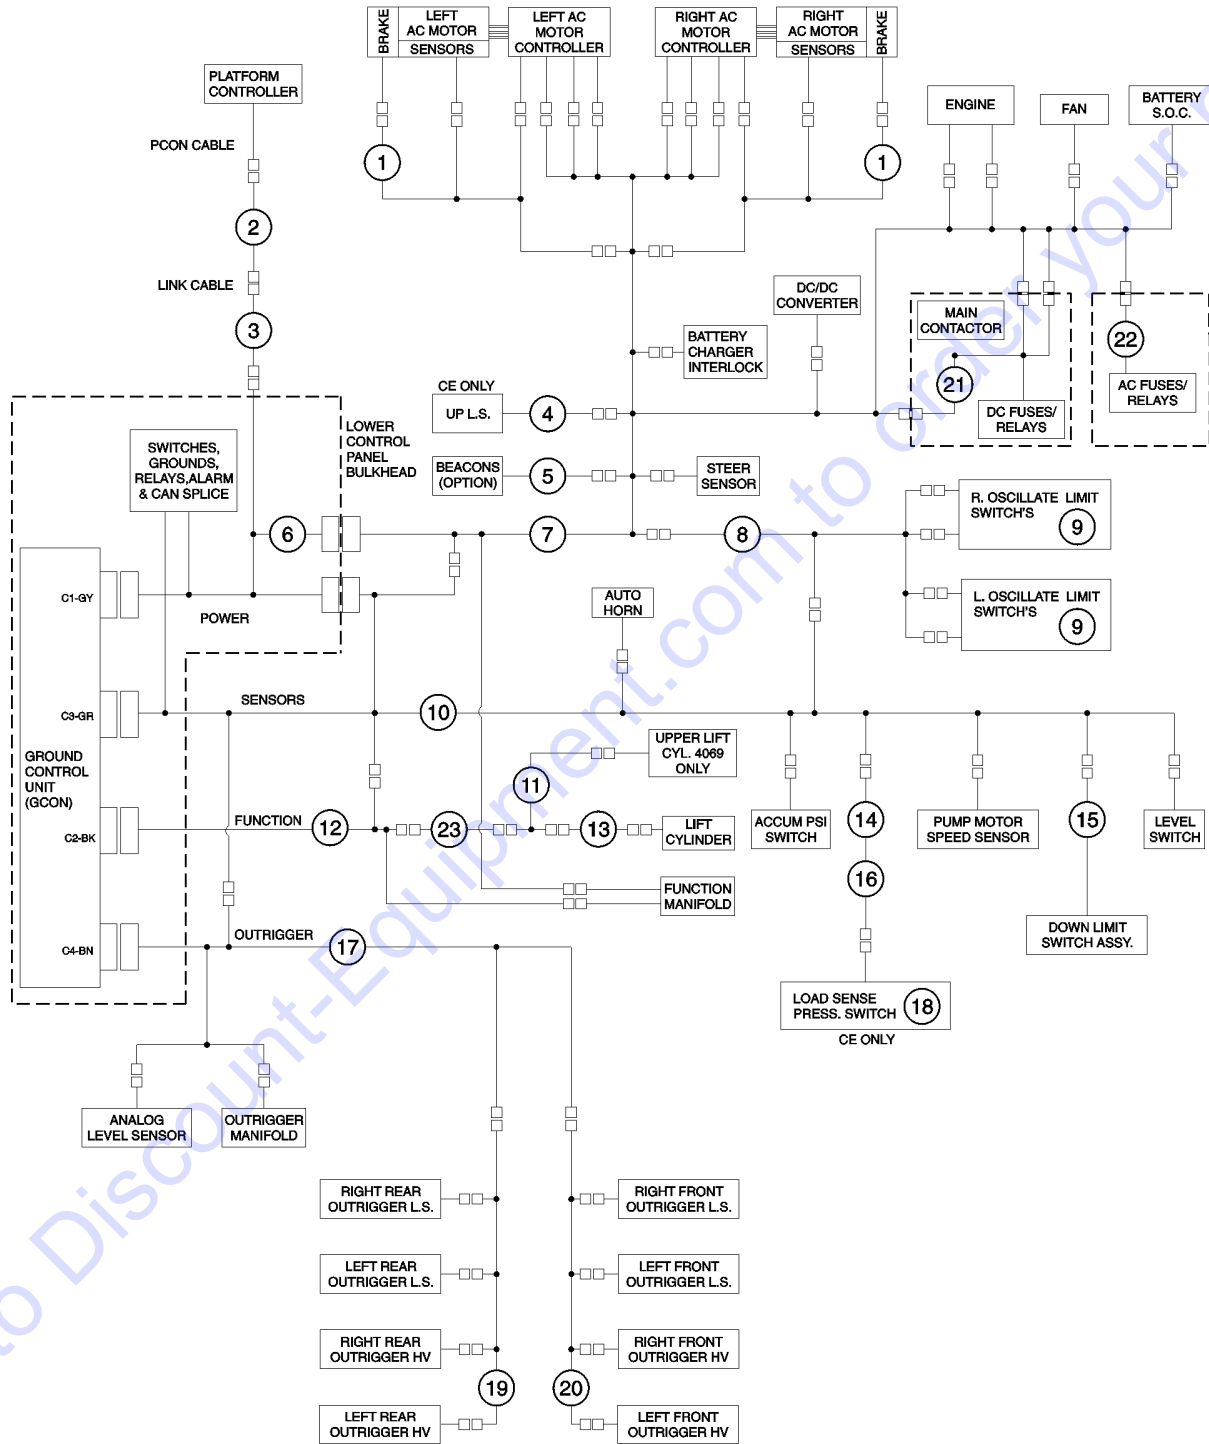 BRAKE
LEFT
AC MOTOR
SENSORS
LEFT AC
MOTOR
CONTROLLER
RIGHT AC
MOTOR
CONTROLLER
RIGHT
AC MOTOR
SENSORS
BRAKE
PLATFORM
CONTROLLER
ENGINE
FAN
BATTERY
S.O.C.
PCON CABLE
1
1
2
LINK CABLE
3
DC/DC
CONVERTER
MAIN
CONTACTOR
21
DC FUSES/
RELAYS
22
AC FUSES/
RELAYS
BATTERY
CHARGER
INTERLOCK
CE ONLY
UP L.S.
4
LOWER
CONTROL
PANEL
BULKHEAD
SWITCHES,
GROUNDS,
RELAYS,ALARM
& CAN SPLICE
BEACONS
(OPTION)
5
STEER
SENSOR
6
7
8
R. OSCILLATE LIMIT
SWITCH'S
9
L. OSCILLATE LIMIT
SWITCH'S
9
C1-GY
POWER
AUTO
HORN
C3-GR
SENSORS
10
GROUND
CONTROL
UNIT
(GCON)
UPPER LIFT
CYL. 4069
ONLY
11
C2-BK
FUNCTION
12
23
13
LIFT
CYLINDER
ACCUM PSI
SWITCH
14
PUMP MOTOR
SPEED SENSOR
15
LEVEL
SWITCH
16
FUNCTION
MANIFOLD
C4-BN
OUTRIGGER
17
DOWN LIMIT
SWITCH ASSY.
LOAD SENSE
PRESS. SWITCH
18
CE ONLY
ANALOG
LEVEL SENSOR
OUTRIGGER
MANIFOLD
RIGHT REAR
OUTRIGGER L.S.
RIGHT FRONT
OUTRIGGER L.S.
LEFT REAR
OUTRIGGER L.S.
LEFT FRONT
OUTRIGGER L.S.
RIGHT REAR
OUTRIGGER HV
RIGHT FRONT
OUTRIGGER HV
19
20
LEFT REAR
OUTRIGGER HV
LEFT FRONT
OUTRIGGER HV
to Discount-Equipment.com to order your